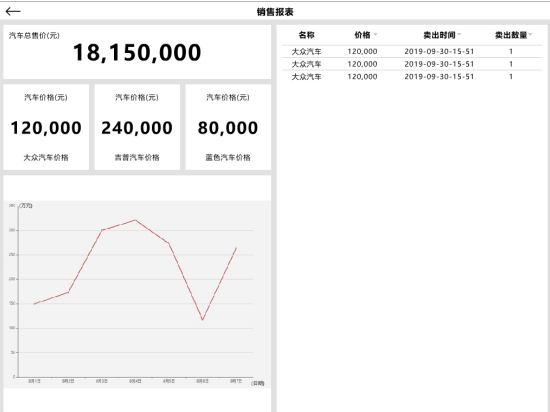 销售报表
汽车总售价(元)
18,150,000
汽车价格(元)
120,000
大众汽车价格
汽车价格(元)
240,000
吉普汽车价格
汽车价格(元)
80,000
蓝色汽车价格
(万元)
350
300
250
200
150
100
50
0
9月1日 9月2日 9月3日 9月4日 9月5日 9月6日 9月7日 (日期)
名称 价格 卖出时间 卖出数量
大众汽车 120,000 2019-09-30-15-51 1
大众汽车 120,000 2019-09-30-15-51 1
大众汽车 120,000 2019-09-30-15-51 1